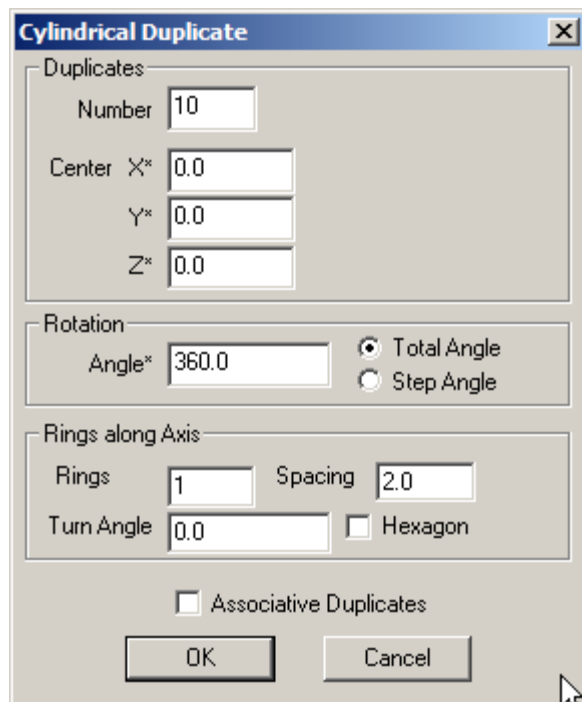 Cylindrical Duplicate
Duplicates
Number 10
Center X* 0.0
Y* 0.0
Z* 0.0
Rotation
Angle* 360.0
Total Angle
Step Angle
Rings along Axis
Rings 1 Spacing 2.0
Turn Angle 0.0 Hexagon
Associative Duplicates
OK Cancel